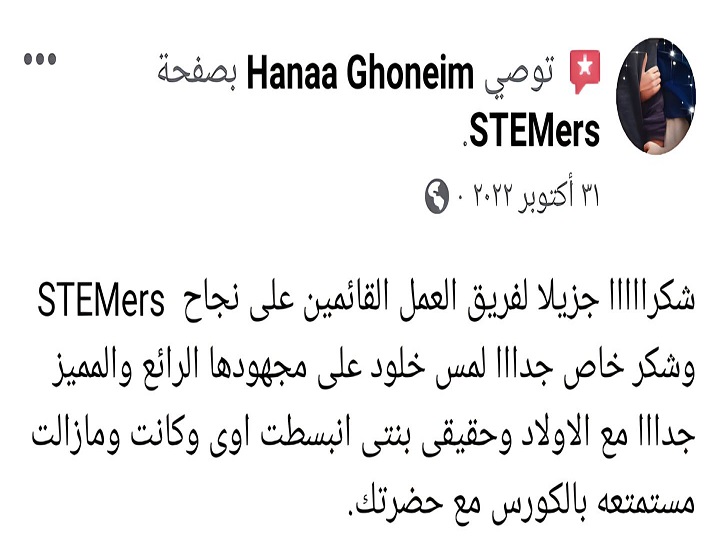 توصي Hanaa Ghoneim بصفحة
STEMers.
٣١ أكتوبر ٢٠٢٢ ·
شكراااااا جزيلا لفريق العمل القائمين على نجاح STEMers
وشكر خاص جدااا لمس خلود على مجهودها الرائع والمميز
جدااا مع الاولاد وحقيقى بنتى انبسطت اوى وكانت ومازالت
مستمتعه بالكورس مع حضرتك.